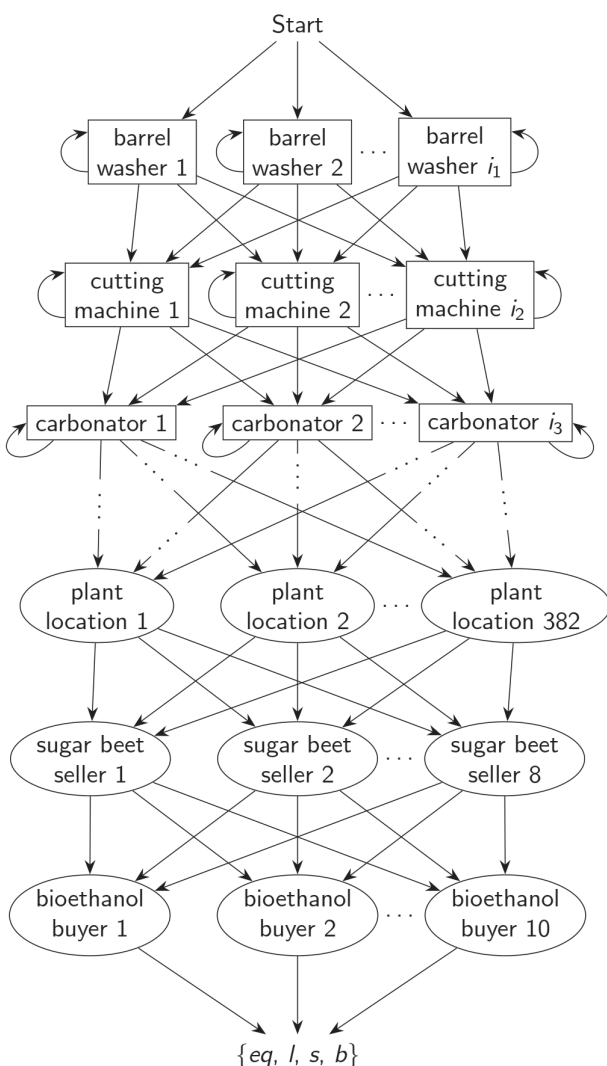 Start
barrel
washer 1
barrel
washer 2
...
barrel
washer i₁
cutting
machine 1
cutting
machine 2
...
cutting
machine i₂
carbonator 1
carbonator 2
...
carbonator i₃
plant
location 1
plant
location 2
...
plant
location 382
sugar beet
seller 1
sugar beet
seller 2
...
sugar beet
seller 8
bioethanol
buyer 1
bioethanol
buyer 2
...
bioethanol
buyer 10
{eq, l, s, b}